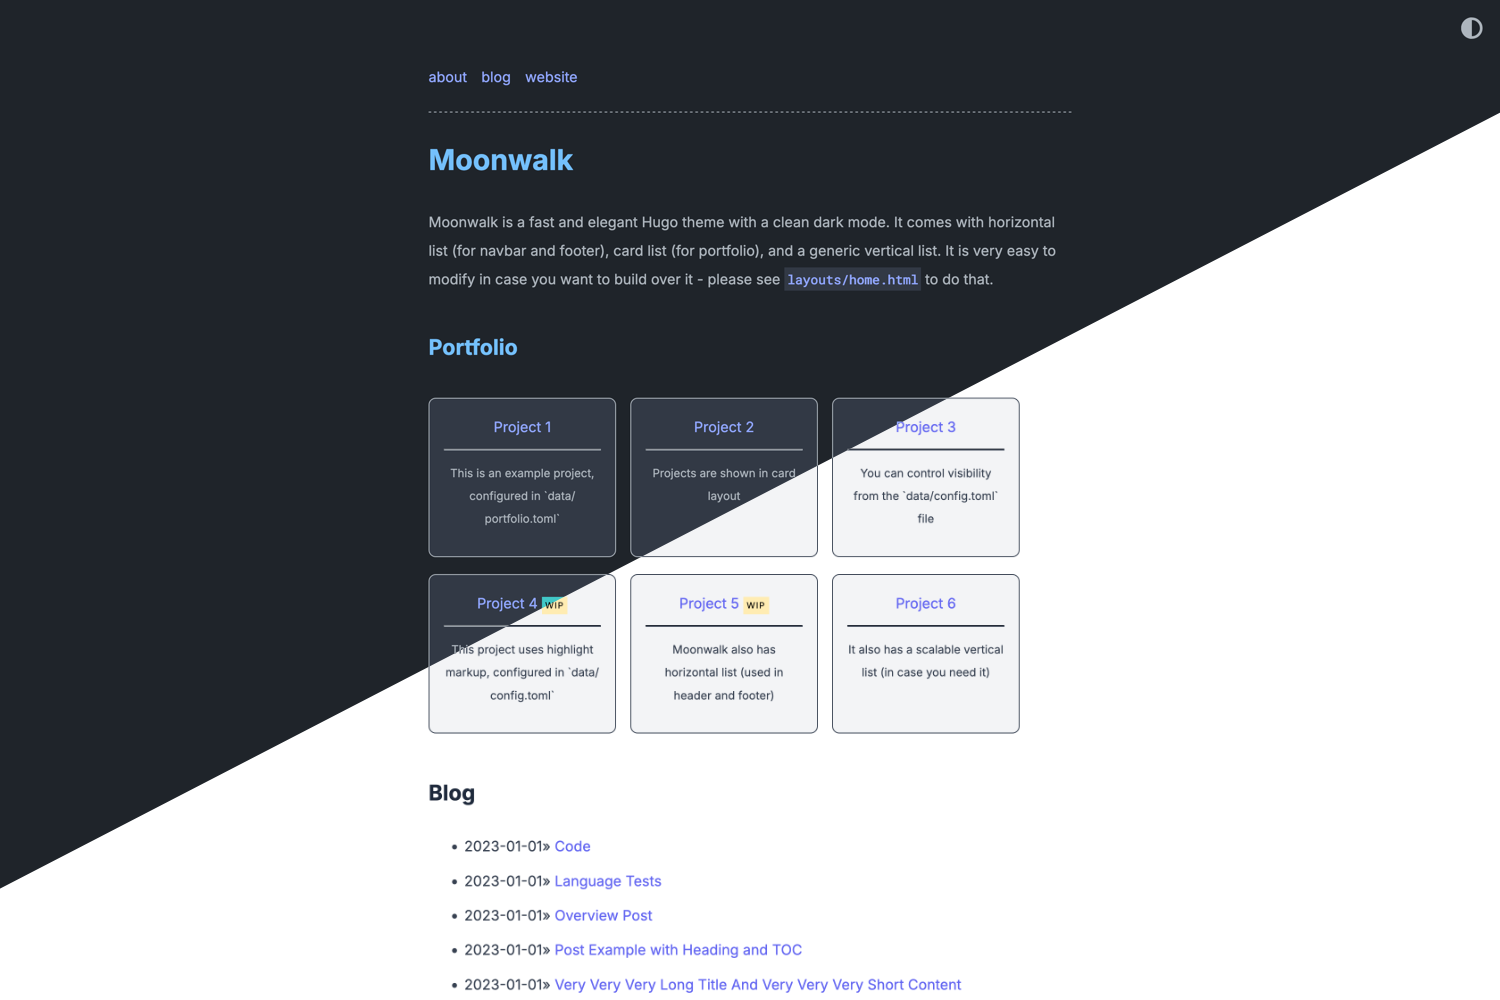 about blog website
Moonwalk
Moonwalk is a fast and elegant Hugo theme with a clean dark mode. It comes with horizontal
list (for navbar and footer), card list (for portfolio), and a generic vertical list. It is very easy to
modify in case you want to build over it - please see layouts/home.html to do that.
Portfolio
Project 1
This is an example project,
configured in `data/
portfolio.toml`
Project 2
Projects are shown in card
layout
Project 3
You can control visibility
from the `data/config.toml`
file
Project 4 WIP
This project uses highlight
markup, configured in `data/
config.toml`
Project 5 WIP
Moonwalk also has
horizontal list (used in
header and footer)
Project 6
It also has a scalable vertical
list (in case you need it)
Blog
• 2023-01-01» Code
• 2023-01-01» Language Tests
• 2023-01-01» Overview Post
• 2023-01-01» Post Example with Heading and TOC
• 2023-01-01» Very Very Very Long Title And Very Very Very Short Content